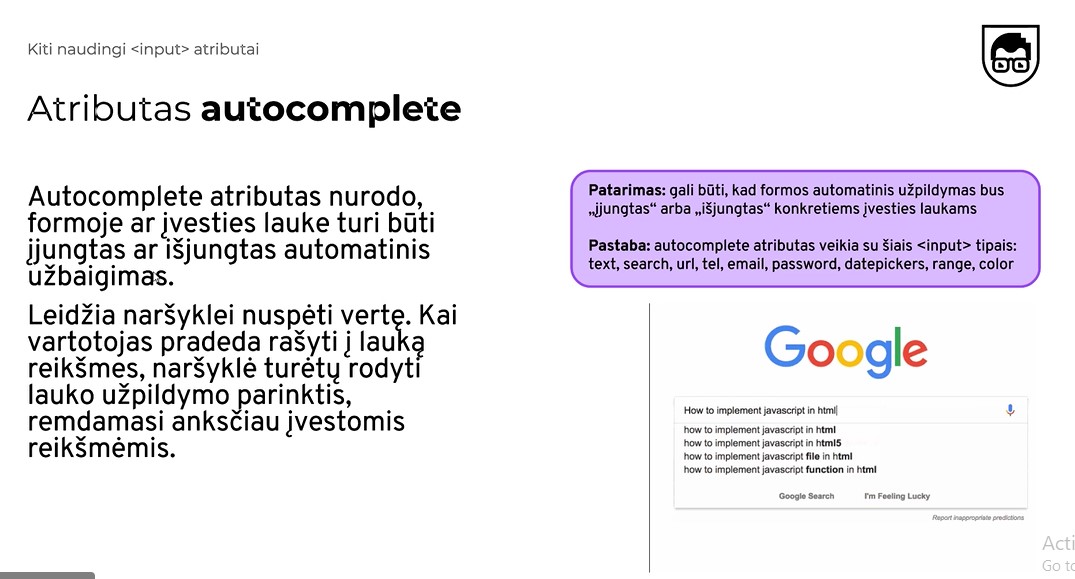 Kiti naudingi <input> atributai
Atributas autocomplete
Autocomplete atributas nurodo,
formoje ar įvesties lauke turi būti
įjungtas ar išjungtas automatinis
užbaigimas.
Leidžia naršyklei nuspėti vertę. Kai
vartotojas pradeda rašyti į lauką
reikšmes, naršyklė turėtų rodyti
lauko užpildymo parinktis,
remdamasi anksčiau įvestomis
reikšmėmis.
Patarimas: gali būti, kad formos automatinis užpildymas bus
„įjungtas“ arba „išjungtas“ konkretiems įvesties laukams
Pastaba: autocomplete atributas veikia su šiais <input> tipais:
text, search, url, tel, email, password, datepickers, range, color
Google
How to implement javascript in html
how to implement javascript in html
how to implement javascript in html5
how to implement javascript file in html
how to implement javascript function in html
Google Search I'm Feeling Lucky
Report inappropriate predictions
Acti
Go to